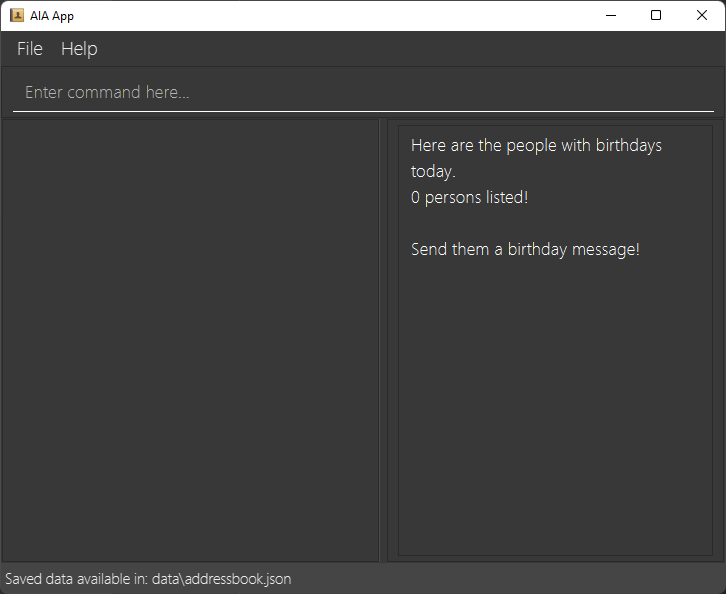 AIA App
File Help
Enter command here...
Here are the people with birthdays
today.
0 persons listed!
Send them a birthday message!
Saved data available in: data\addressbook.json